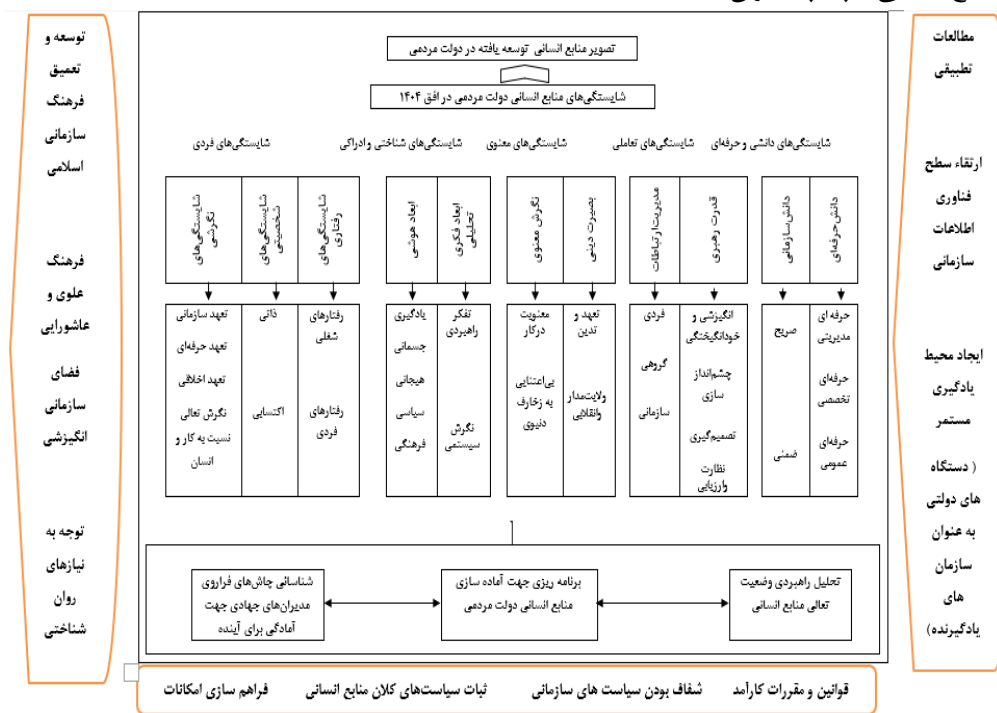 تصویر منابع انسانی توسعه یافته در دولت مردمی
شایستگی‌های منابع انسانی دولت مردمی در افق ۱۴۰۴
شایستگی‌های دانشی و حرفه‌ای
شایستگی‌های تعاملی
شایستگی‌های معنوی
شایستگی‌های شناختی و ادراکی
شایستگی‌های فردی
دانش‌حرفه‌ای
دانش‌سازمانی
قدرت رهبری
مدیریت‌ارتباطات
بصیرت دینی
نگرش معنوی
ابعاد فکری
تحلیلی
ابعاد هوشی
شایستگی‌های
رفتاری
شایستگی‌های
شخصیتی
شایستگی‌های
نگرشی
حرفه ای
مدیریتی
حرفه‌ای
تخصصی
حرفه‌ای
عمومی
صریح
ضمنی
انگیزشی و
خودانگیختگی
چشم‌انداز
سازی
تصمیم‌گیری
نظارت
وارزیابی
فردی
گروهی
سازمانی
تعهد و
تدین
ولایت‌مدار
وانقلابی
معنویت
درکار
بی‌اعتنایی
به زخارف
دنیوی
تفکر
راهبردی
نگرش
سیستمی
یادگیری
جسمانی
هیجانی
سیاسی
فرهنگی
رفتارهای
شغلی
رفتارهای
فردی
ذاتی
اکتسابی
تعهد سازمانی
تعهد حرفه‌ای
تعهد اخلاقی
نگرش تعالی
نسبت به کار و
انسان
تحلیل راهبردی وضعیت
تعالی منابع انسانی
برنامه ریزی جهت آماده سازی
منابع انسانی دولت مردمی
شناسائی چاش‌های فراروی
مدیران‌های جهادی جهت
آمادگی برای آینده
مطالعات
تطبیقی
ارتقاء سطح
فناوری
اطلاعات
سازمانی
ایجاد محیط
یادگیری
مستمر
( دستگاه
های دولتی
به عنوان
سازمان
های
یادگیرنده)
توسعه و
تعمیق
فرهنگ
سازمانی
اسلامی
فرهنگ
علوی و
عاشورایی
فضای
سازمانی
انگیزشی
توجه به
نیازهای
روان
شناختی
قوانین و مقررات کارآمد
شفاف بودن سیاست های سازمانی
ثبات سیاست‌های کلان منابع انسانی
فراهم سازی امکانات